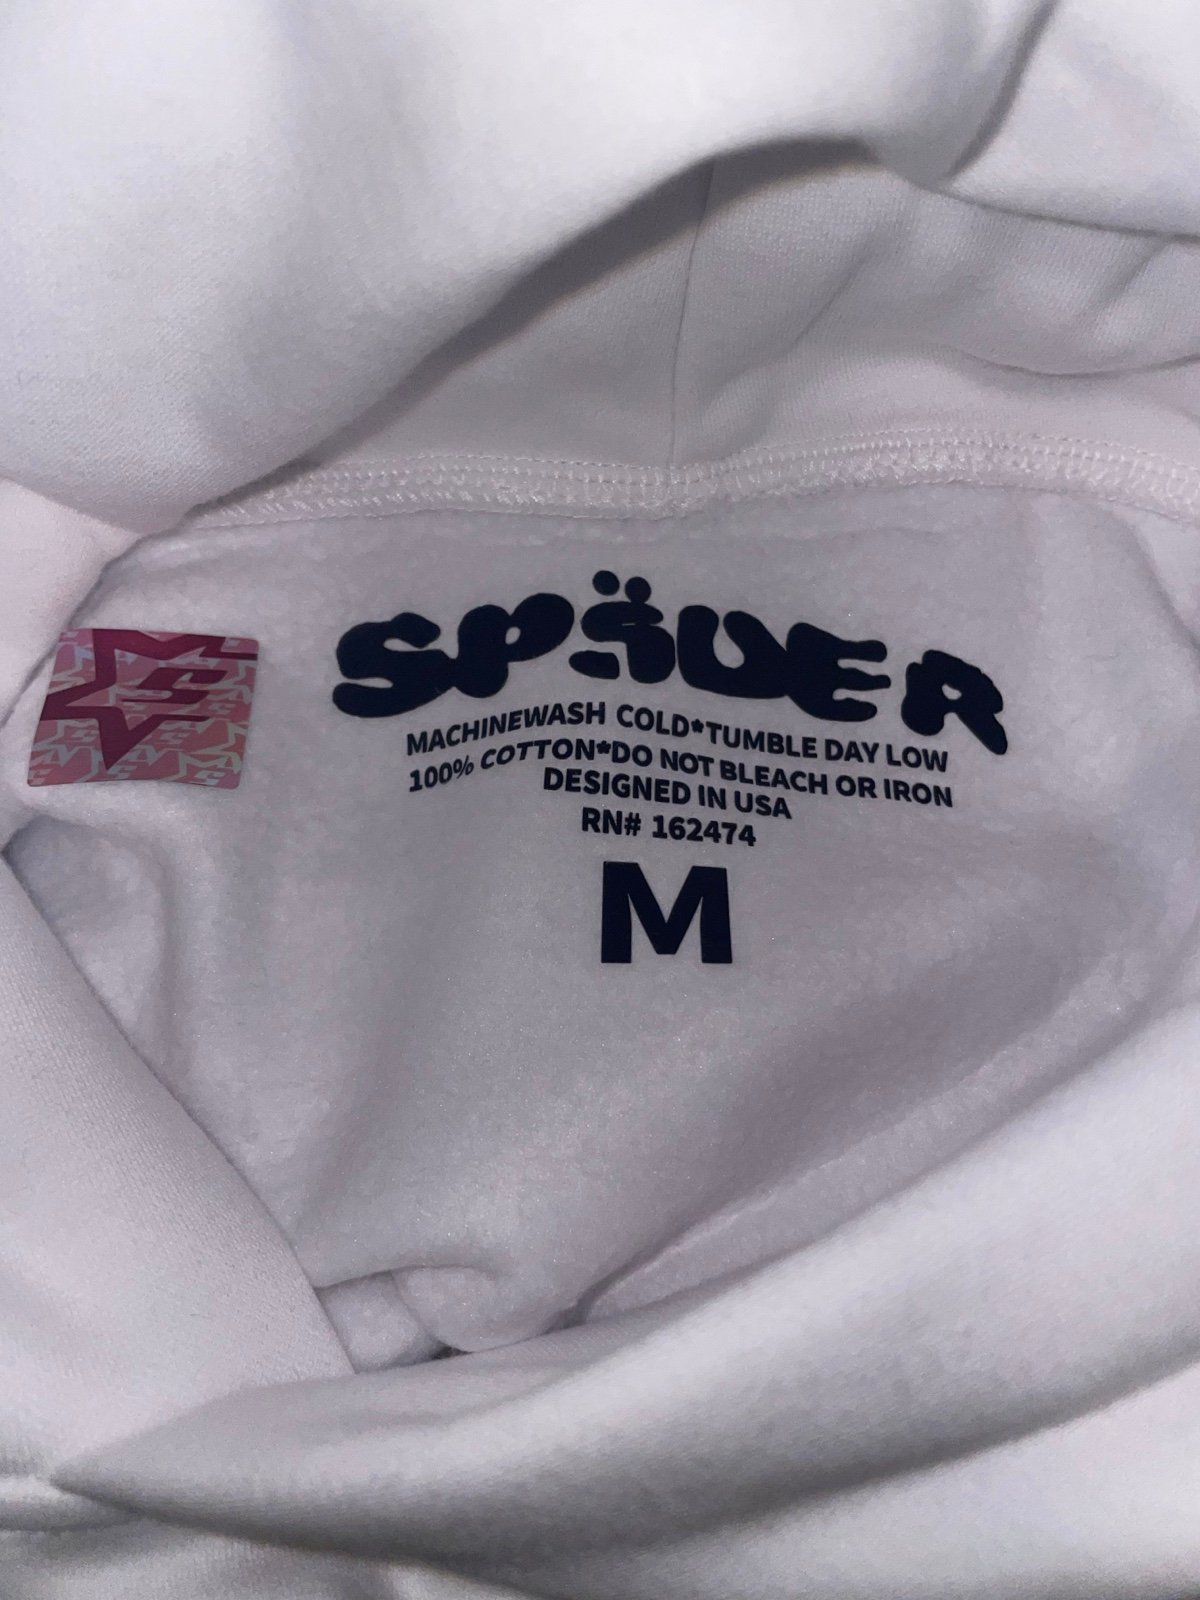 SP5DER
MACHINEWASH COLD*TUMBLE DAY LOW
100% COTTON*DO NOT BLEACH OR IRON
DESIGNED IN USA
RN# 162474
M